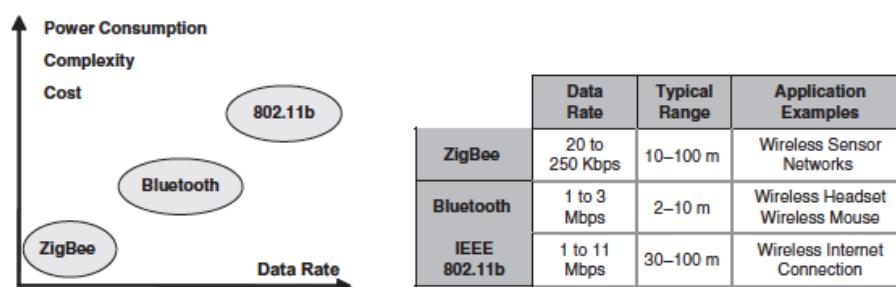 Power Consumption
Complexity
Cost
802.11b
Bluetooth
ZigBee
Data Rate
Data Typical Application
Rate Range Examples
ZigBee 20 to 250 Kbps 10–100 m Wireless Sensor Networks
Bluetooth 1 to 3 Mbps 2–10 m Wireless Headset Wireless Mouse
IEEE 802.11b 1 to 11 Mbps 30–100 m Wireless Internet Connection